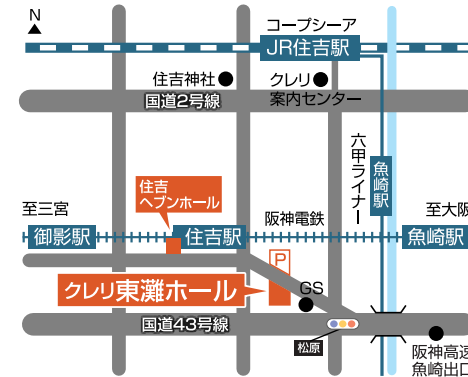 N
コープシーア
JR住吉駅
住吉神社
クレリ
案内センター
国道2号線
六甲ライナー
魚崎駅
住吉
ヘブンホール
至三宮
阪神電鉄
至大阪
御影駅
住吉駅
魚崎駅
P
クレリ東灘ホール
GS
国道43号線
松原
阪神高速
魚崎出口